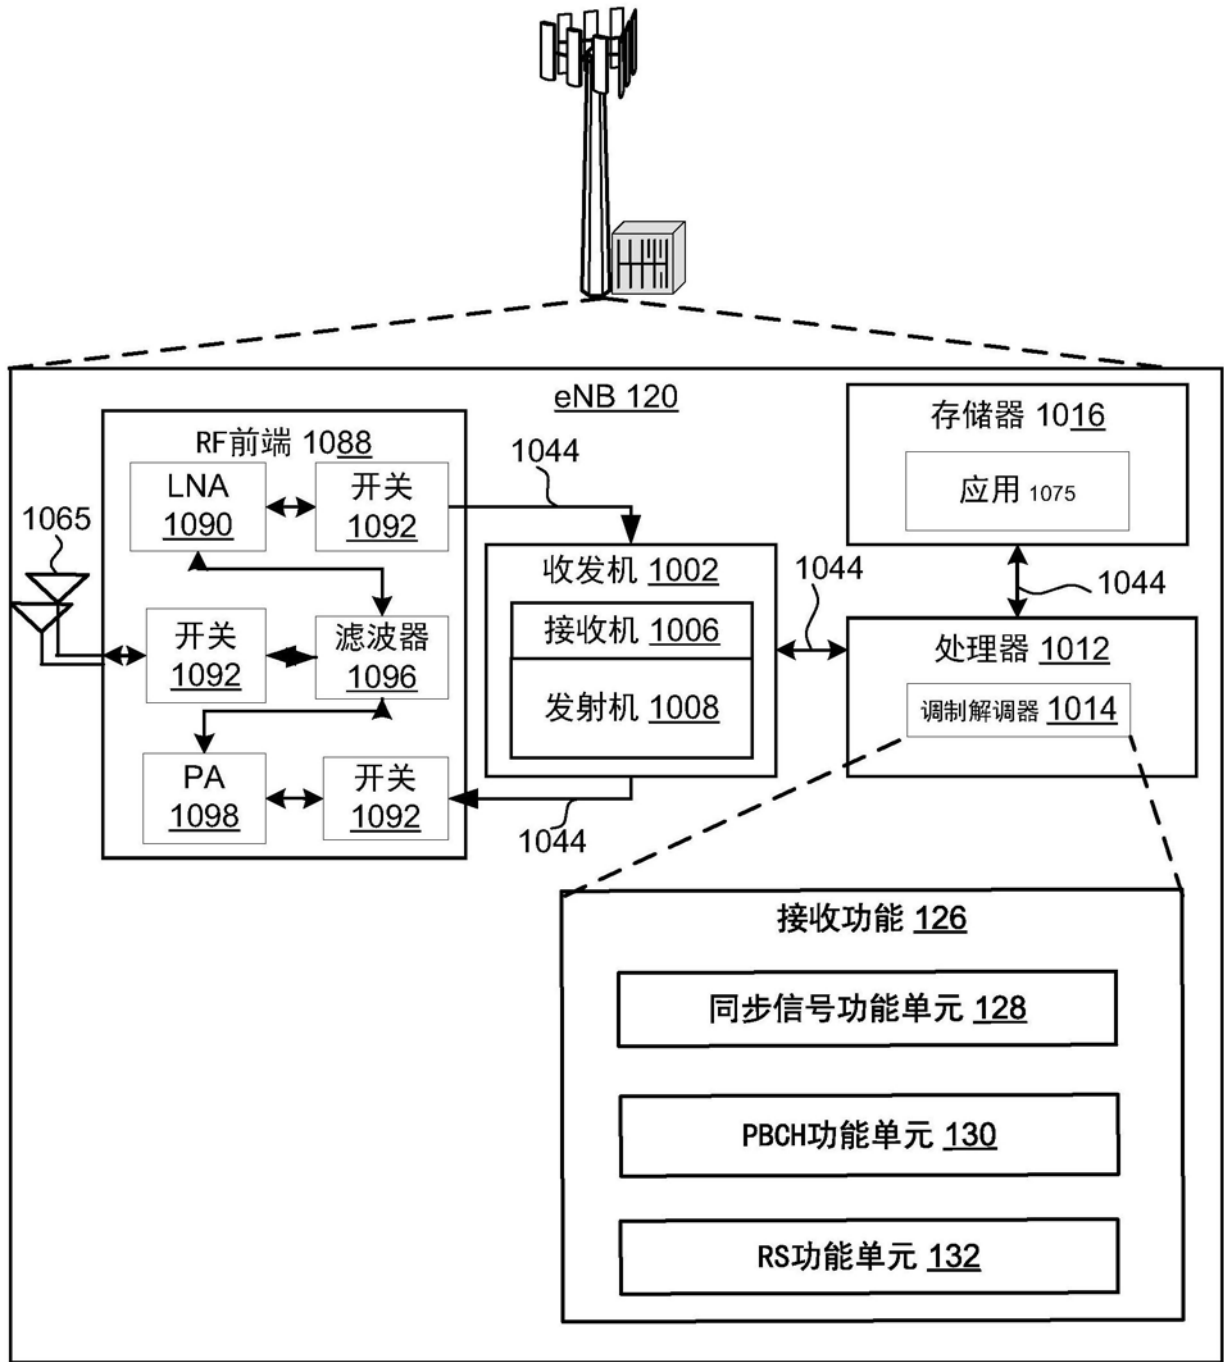 eNB 120
RF前端 1088
LNA
1090
开关
1092
1044
1065
开关
1092
滤波器
1096
PA
1098
开关
1092
1044
收发机 1002
接收机 1006
发射机 1008
1044
存储器 1016
应用 1075
1044
处理器 1012
调制解调器 1014
接收功能 126
同步信号功能单元 128
PBCH功能单元 130
RS功能单元 132